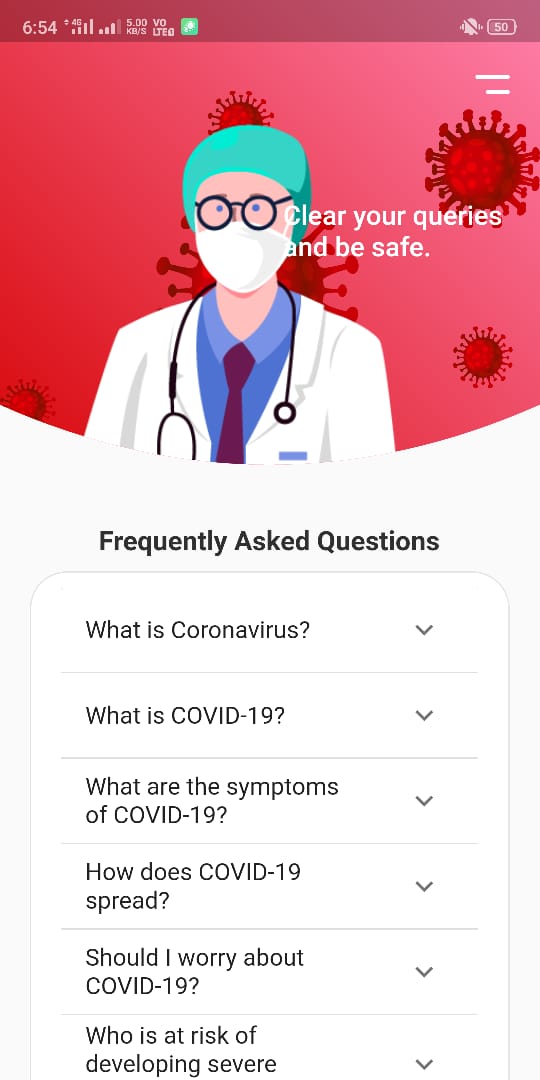 6:54 4G 5.00 KB/S VO LTE 50
Clear your queries
and be safe.
Frequently Asked Questions
What is Coronavirus?
What is COVID-19?
What are the symptoms
of COVID-19?
How does COVID-19
spread?
Should I worry about
COVID-19?
Who is at risk of
developing severe